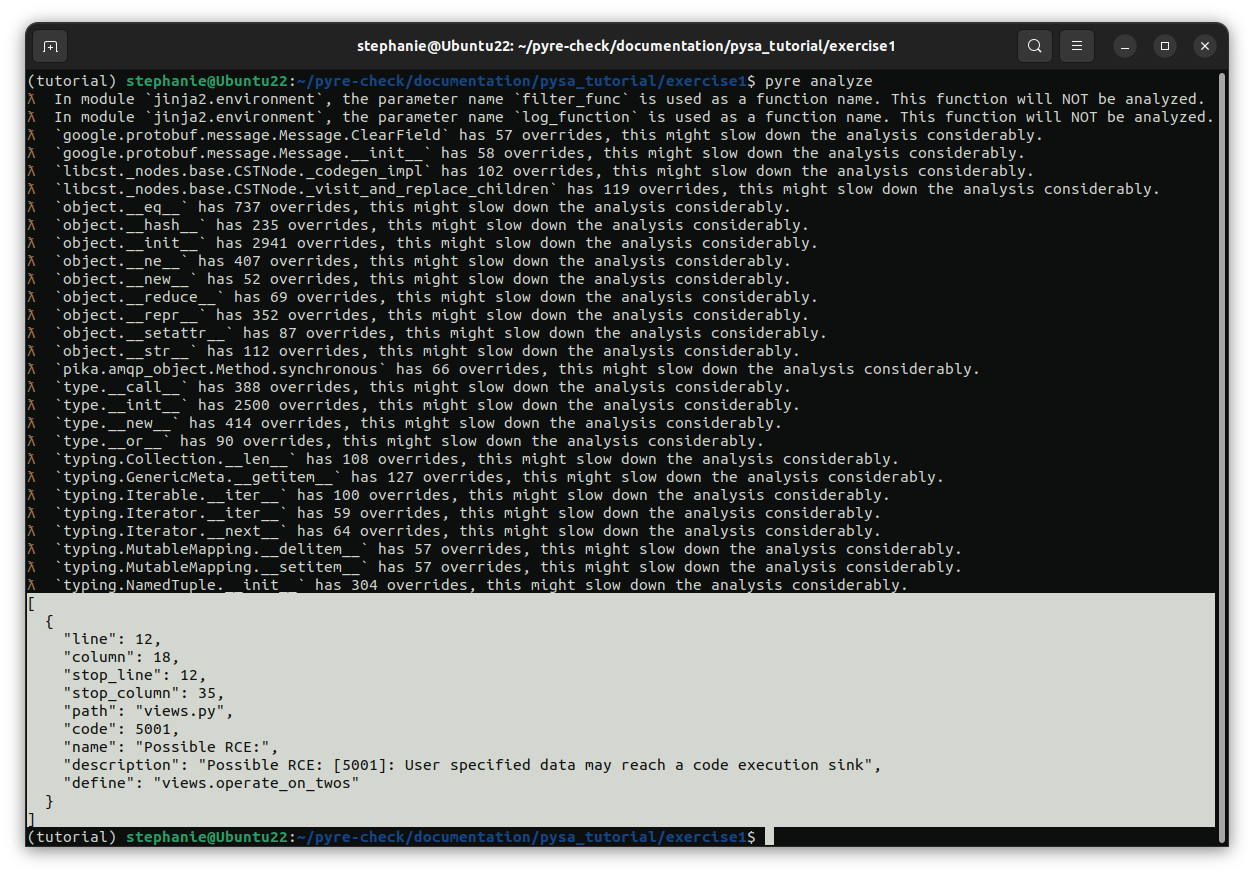 stephanie@Ubuntu22: ~/pyre-check/documentation/pysa_tutorial/exercise1
(tutorial) stephanie@Ubuntu22:~/pyre-check/documentation/pysa_tutorial/exercise1$ pyre analyze
ƛ  In module `jinja2.environment`, the parameter name `filter_func` is used as a function name. This function will NOT be analyzed.
ƛ  In module `jinja2.environment`, the parameter name `log_function` is used as a function name. This function will NOT be analyzed.
ƛ  `google.protobuf.message.Message.ClearField` has 57 overrides, this might slow down the analysis considerably.
ƛ  `google.protobuf.message.Message.__init__` has 58 overrides, this might slow down the analysis considerably.
ƛ  `libcst._nodes.base.CSTNode._codegen_impl` has 102 overrides, this might slow down the analysis considerably.
ƛ  `libcst._nodes.base.CSTNode._visit_and_replace_children` has 119 overrides, this might slow down the analysis considerably.
ƛ  `object.__eq__` has 737 overrides, this might slow down the analysis considerably.
ƛ  `object.__hash__` has 235 overrides, this might slow down the analysis considerably.
ƛ  `object.__init__` has 2941 overrides, this might slow down the analysis considerably.
ƛ  `object.__ne__` has 407 overrides, this might slow down the analysis considerably.
ƛ  `object.__new__` has 52 overrides, this might slow down the analysis considerably.
ƛ  `object.__reduce__` has 69 overrides, this might slow down the analysis considerably.
ƛ  `object.__repr__` has 352 overrides, this might slow down the analysis considerably.
ƛ  `object.__setattr__` has 87 overrides, this might slow down the analysis considerably.
ƛ  `object.__str__` has 112 overrides, this might slow down the analysis considerably.
ƛ  `pika.amqp_object.Method.synchronous` has 66 overrides, this might slow down the analysis considerably.
ƛ  `type.__call__` has 388 overrides, this might slow down the analysis considerably.
ƛ  `type.__init__` has 2500 overrides, this might slow down the analysis considerably.
ƛ  `type.__new__` has 414 overrides, this might slow down the analysis considerably.
ƛ  `type.__or__` has 90 overrides, this might slow down the analysis considerably.
ƛ  `typing.Collection.__len__` has 108 overrides, this might slow down the analysis considerably.
ƛ  `typing.GenericMeta.__getitem__` has 127 overrides, this might slow down the analysis considerably.
ƛ  `typing.Iterable.__iter__` has 100 overrides, this might slow down the analysis considerably.
ƛ  `typing.Iterator.__iter__` has 59 overrides, this might slow down the analysis considerably.
ƛ  `typing.Iterator.__next__` has 64 overrides, this might slow down the analysis considerably.
ƛ  `typing.MutableMapping.__delitem__` has 57 overrides, this might slow down the analysis considerably.
ƛ  `typing.MutableMapping.__setitem__` has 57 overrides, this might slow down the analysis considerably.
ƛ  `typing.NamedTuple.__init__` has 304 overrides, this might slow down the analysis considerably.
[
  {
    "line": 12,
    "column": 18,
    "stop_line": 12,
    "stop_column": 35,
    "path": "views.py",
    "code": 5001,
    "name": "Possible RCE:",
    "description": "Possible RCE: [5001]: User specified data may reach a code execution sink",
    "define": "views.operate_on_twos"
  }
]
(tutorial) stephanie@Ubuntu22:~/pyre-check/documentation/pysa_tutorial/exercise1$